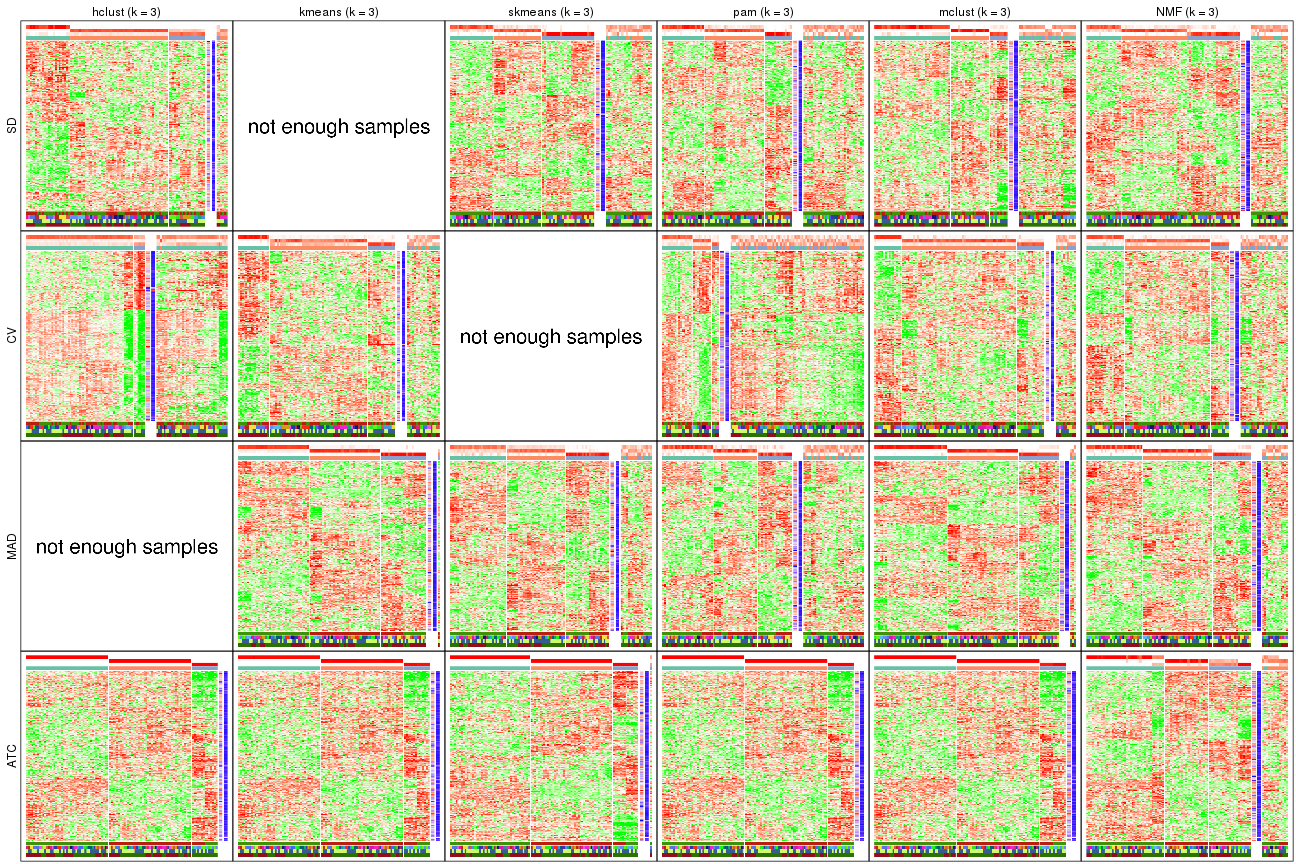 hclust (k = 3) kmeans (k = 3) skmeans (k = 3) pam (k = 3) mclust (k = 3) NMF (k = 3)
SD
not enough samples
CV
not enough samples
MAD
not enough samples
ATC